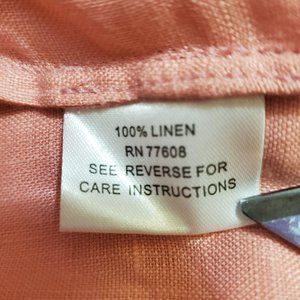 100% LINEN
RN 77608
SEE REVERSE FOR
CARE INSTRUCTIONS